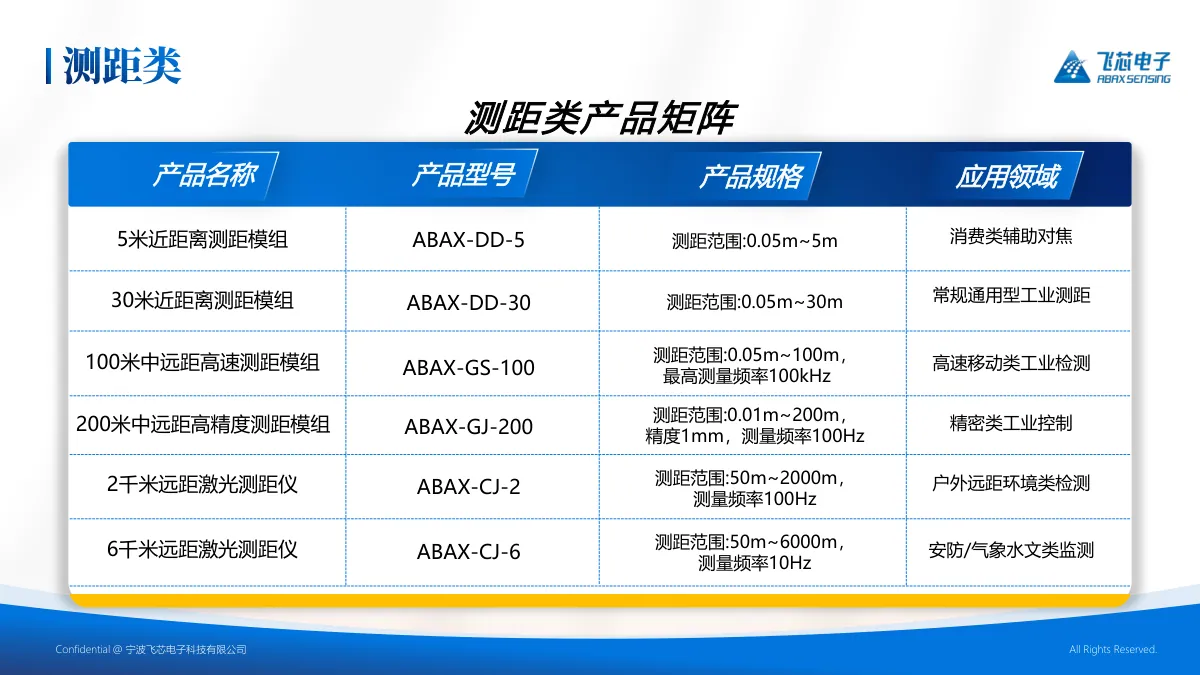 测距类
飞芯电子
ABAX SENSING
测距类产品矩阵
产品名称 产品型号 产品规格 应用领域
5米近距离测距模组 ABAX-DD-5 测距范围:0.05m~5m 消费类辅助对焦
30米近距离测距模组 ABAX-DD-30 测距范围:0.05m~30m 常规通用型工业测距
100米中远距高速测距模组 ABAX-GS-100 测距范围:0.05m~100m,
最高测量频率100kHz 高速移动类工业检测
200米中远距高精度测距模组 ABAX-GJ-200 测距范围:0.01m~200m,
精度1mm，测量频率100Hz 精密类工业控制
2千米远距激光测距仪 ABAX-CJ-2 测距范围:50m~2000m,
测量频率100Hz 户外远距环境类检测
6千米远距激光测距仪 ABAX-CJ-6 测距范围:50m~6000m,
测量频率10Hz 安防/气象水文类监测
Confidential @ 宁波飞芯电子科技有限公司
All Rights Reserved.